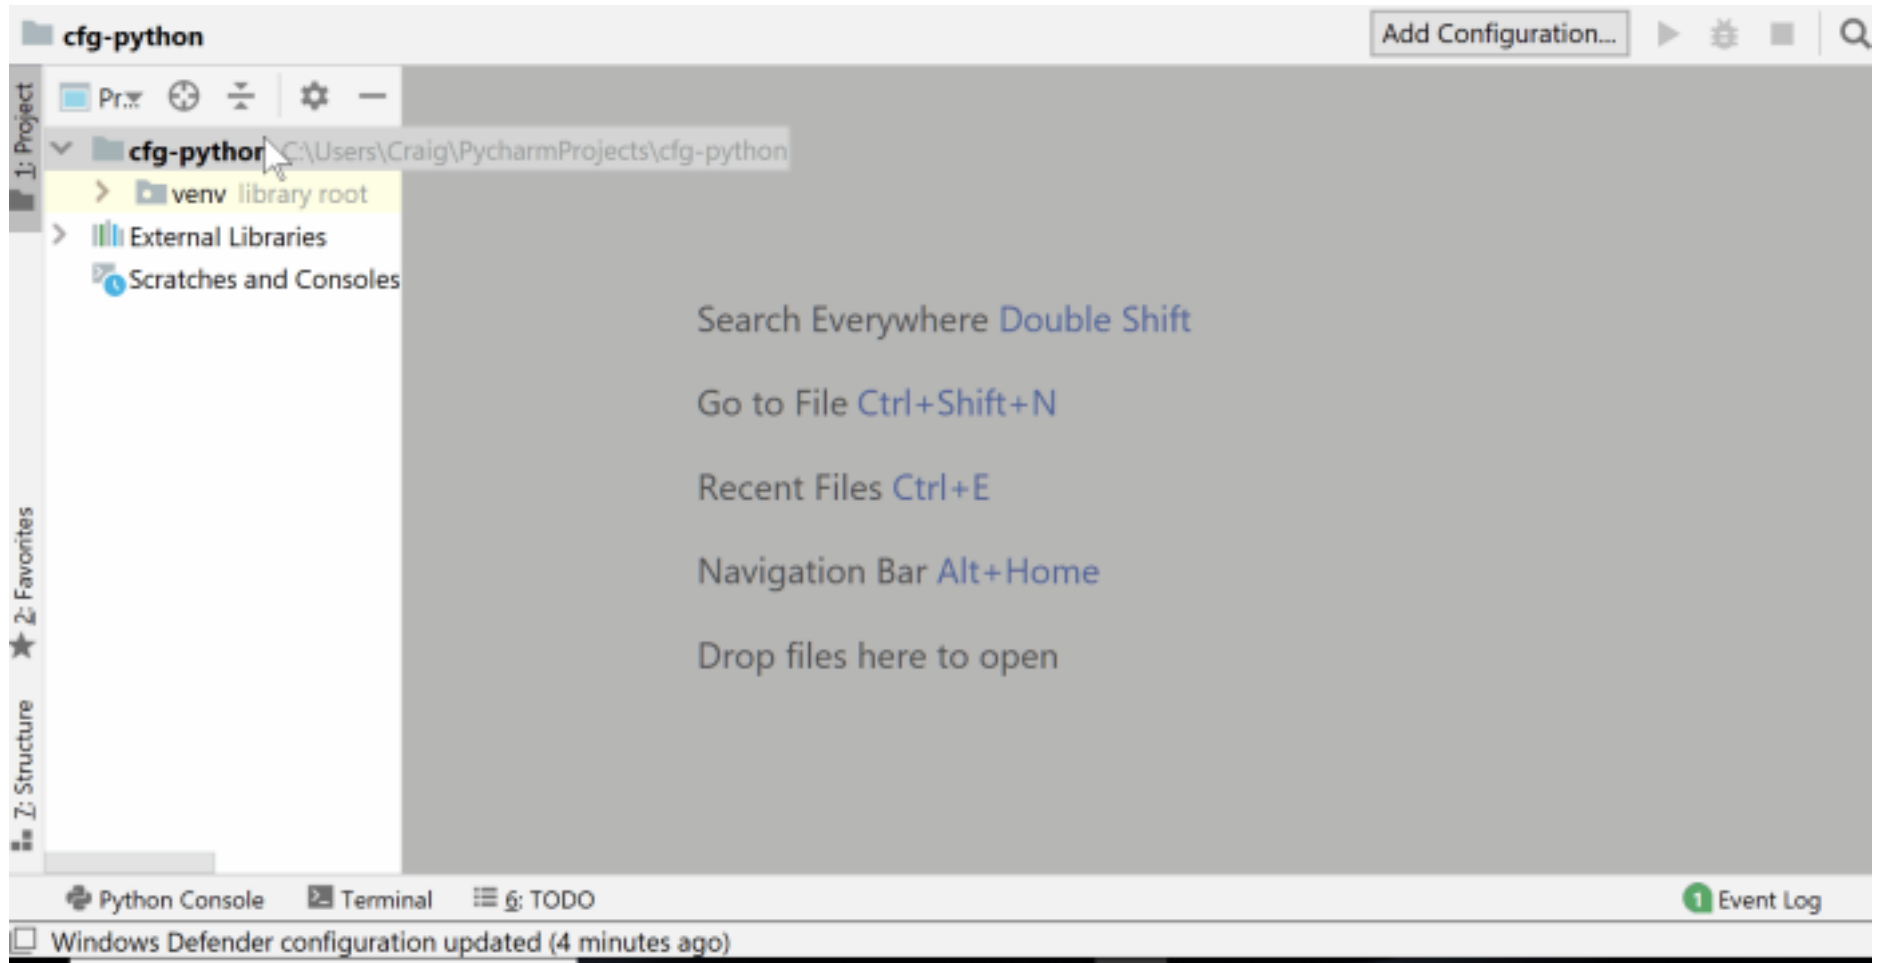 cfg-python
Add Configuration...
1: Project
Pr...
cfg-python C:\Users\Craig\PycharmProjects\cfg-python
venv library root
External Libraries
Scratches and Consoles
Search Everywhere Double Shift
Go to File Ctrl+Shift+N
Recent Files Ctrl+E
Navigation Bar Alt+Home
Drop files here to open
2: Favorites
7: Structure
Python Console
Terminal
6: TODO
1 Event Log
Windows Defender configuration updated (4 minutes ago)